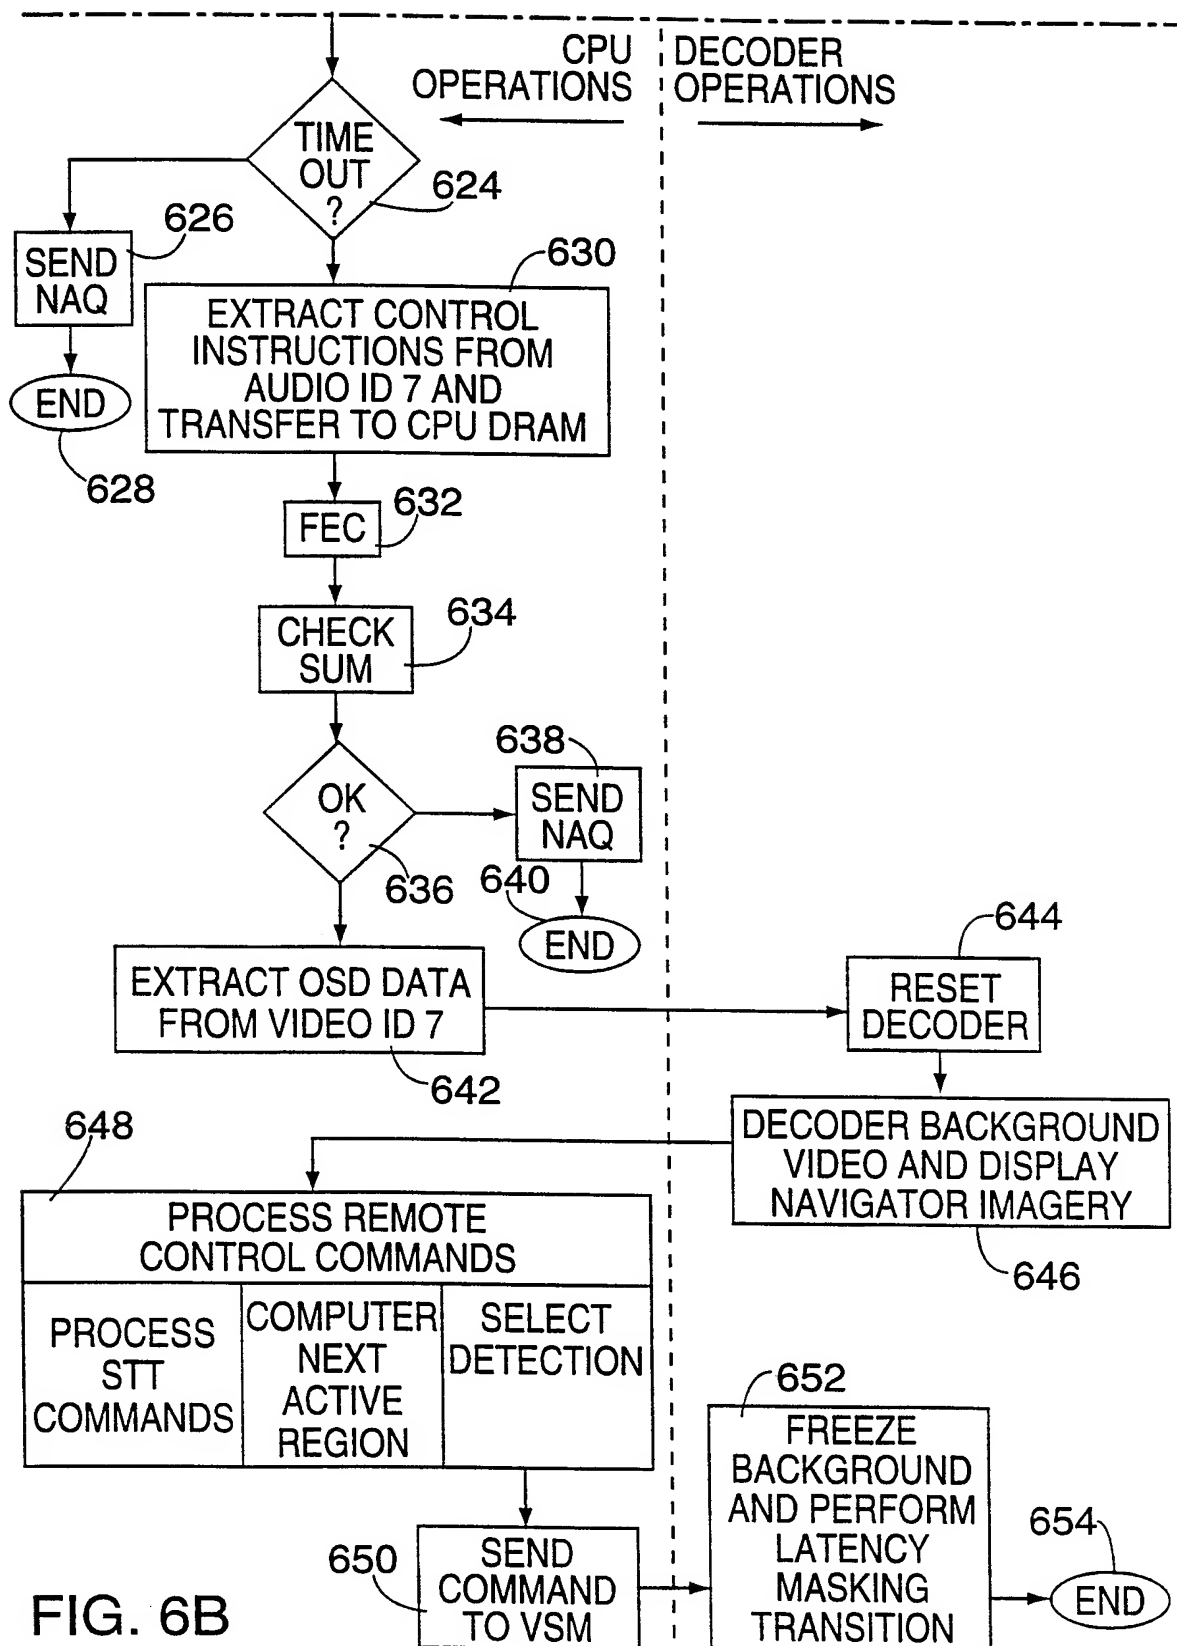 CPU
OPERATIONS
DECODER
OPERATIONS
TIME
OUT
?
624
626
SEND
NAQ
END
628
630
EXTRACT CONTROL
INSTRUCTIONS FROM
AUDIO ID 7 AND
TRANSFER TO CPU DRAM
632
FEC
634
CHECK
SUM
OK
?
636
638
SEND
NAQ
640
END
EXTRACT OSD DATA
FROM VIDEO ID 7
642
644
RESET
DECODER
DECODER BACKGROUND
VIDEO AND DISPLAY
NAVIGATOR IMAGERY
646
648
PROCESS REMOTE
CONTROL COMMANDS
PROCESS
STT
COMMANDS
COMPUTER
NEXT
ACTIVE
REGION
SELECT
DETECTION
650
SEND
COMMAND
TO VSM
652
FREEZE
BACKGROUND
AND PERFORM
LATENCY
MASKING
TRANSITION
654
END
FIG. 6B